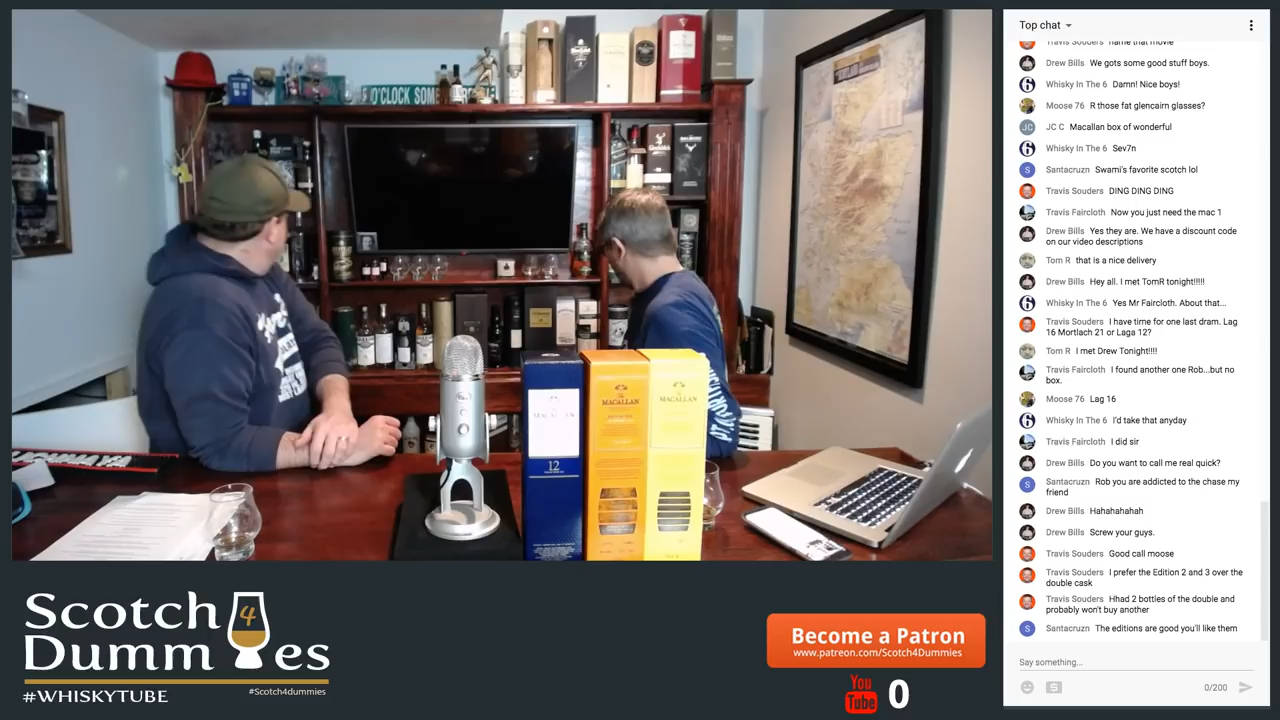 O'CLOCK SOME
MACALLAN
12
The
MACALLAN
MACALLAN
Scotch
4
Dummies
#WHISKYTUBE
#Scotch4dummies
Become a Patron
www.patreon.com/Scotch4Dummies
You
Tube
0
Top chat
Travis Souders name that movie
Drew Bills We gots some good stuff boys.
Whisky In The 6 Damn! Nice boys!
Moose 76 R those fat glencairn glasses?
JC
JC C Macallan box of wonderful
Whisky In The 6 Sev7n
S
Santacruzn Swami's favorite scotch lol
Travis Souders DING DING DING
Travis Faircloth Now you just need the mac 1
Drew Bills Yes they are. We have a discount code
on our video descriptions
Tom R that is a nice delivery
Drew Bills Hey all. I met TomR tonight!!!!!
6
Whisky In The 6 Yes Mr Faircloth. About that...
Travis Souders I have time for one last dram. Lag
16 Mortlach 21 or Laga 12?
Tom R I met Drew Tonight!!!!
Travis Faircloth I found another one Rob...but no
box.
Moose 76 Lag 16
6
Whisky In The 6 I'd take that anyday
Travis Faircloth I did sir
Drew Bills Do you want to call me real quick?
S
Santacruzn Rob you are addicted to the chase my
friend
Drew Bills Hahahahahah
Drew Bills Screw your guys.
Travis Souders Good call moose
Travis Souders I prefer the Edition 2 and 3 over the
double cask
Travis Souders Hhad 2 bottles of the double and
probably won't buy another
S
Santacruzn The editions are good you'll like them
Say something...
0/200